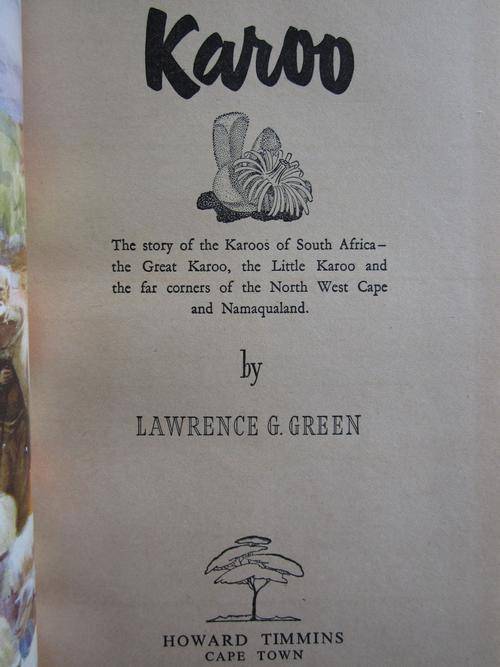 Karoo
The story of the Karoos of South Africa—
the Great Karoo, the Little Karoo and
the far corners of the North West Cape
and Namaqualand.
by
LAWRENCE G. GREEN
HOWARD TIMMINS
CAPE TOWN